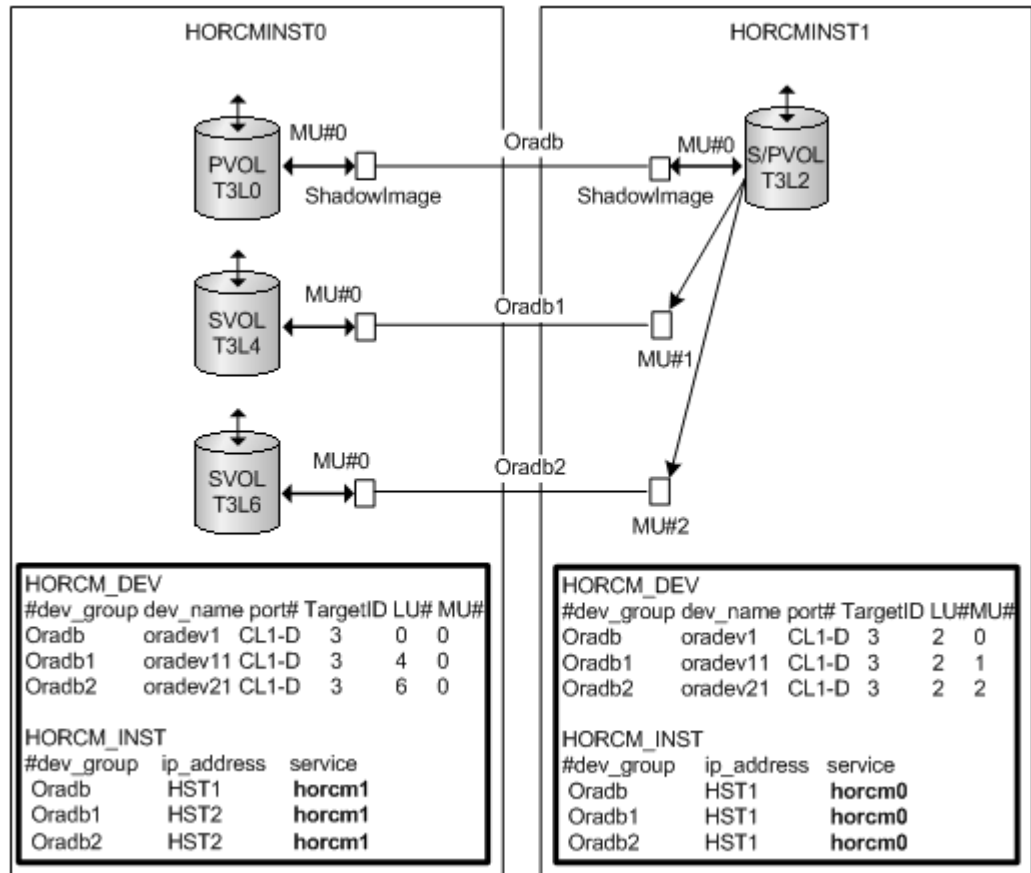 HORCMINST0
MU#0
PVOL
T3L0
ShadowImage
Oradb
HORCMINST1
MU#0
S/PVOL
T3L2
ShadowImage
MU#0
SVOL
T3L4
Oradb1
MU#1
MU#0
SVOL
T3L6
Oradb2
MU#2
HORCM_DEV
#dev_group dev_name port# TargetID LU# MU#
Oradb oradev1 CL1-D 3 0 0
Oradb1 oradev11 CL1-D 3 4 0
Oradb2 oradev21 CL1-D 3 6 0
HORCM_INST
#dev_group ip_address service
Oradb HST1 horcm1
Oradb1 HST2 horcm1
Oradb2 HST2 horcm1
HORCM_DEV
#dev_group dev_name port# TargetID LU#MU#
Oradb oradev1 CL1-D 3 2 0
Oradb1 oradev11 CL1-D 3 2 1
Oradb2 oradev21 CL1-D 3 2 2
HORCM_INST
#dev_group ip_address service
Oradb HST1 horcm0
Oradb1 HST1 horcm0
Oradb2 HST1 horcm0